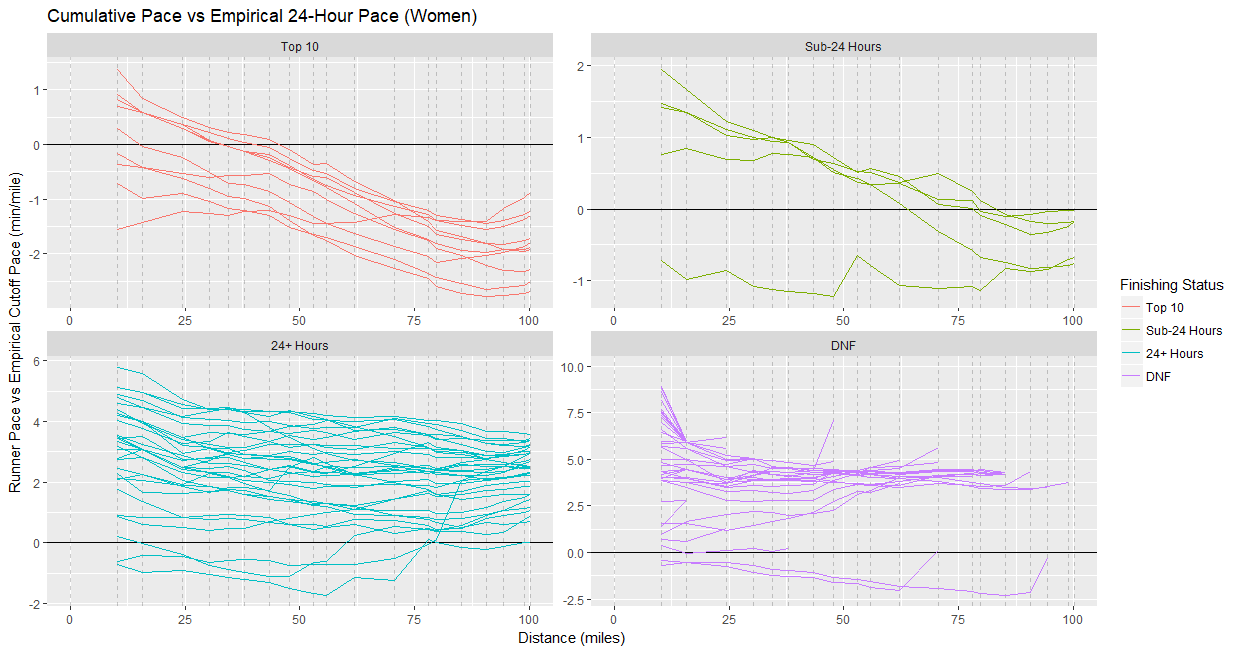 Cumulative Pace vs Empirical 24-Hour Pace (Women)
Runner Pace vs Empirical Cutoff Pace (min/mile)
Top 10
1
0
-1
-2
0 25 50 75 100
Sub-24 Hours
2
1
0
-1
0 25 50 75 100
24+ Hours
6
4
2
0
-2
0 25 50 75 100
DNF
10.0
7.5
5.0
2.5
0.0
-2.5
0 25 50 75 100
Distance (miles)
Finishing Status
Top 10
Sub-24 Hours
24+ Hours
DNF